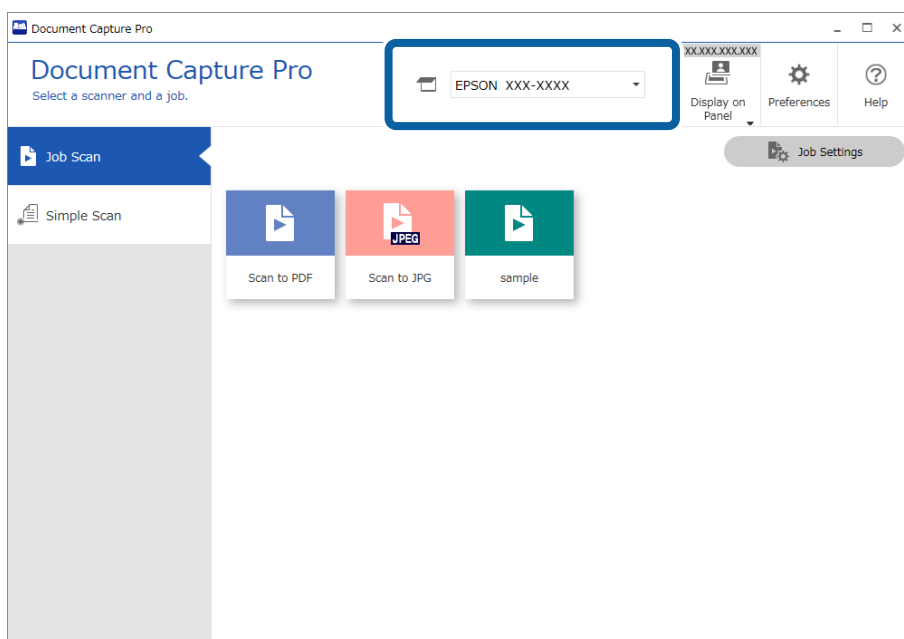 Document Capture Pro
Document Capture Pro
Select a scanner and a job.
EPSON XXX-XXXX
XX.XXX.XXX.XXX
Display on
Panel
Preferences
Help
Job Scan
Job Settings
Simple Scan
JPEG
Scan to PDF
Scan to JPG
sample